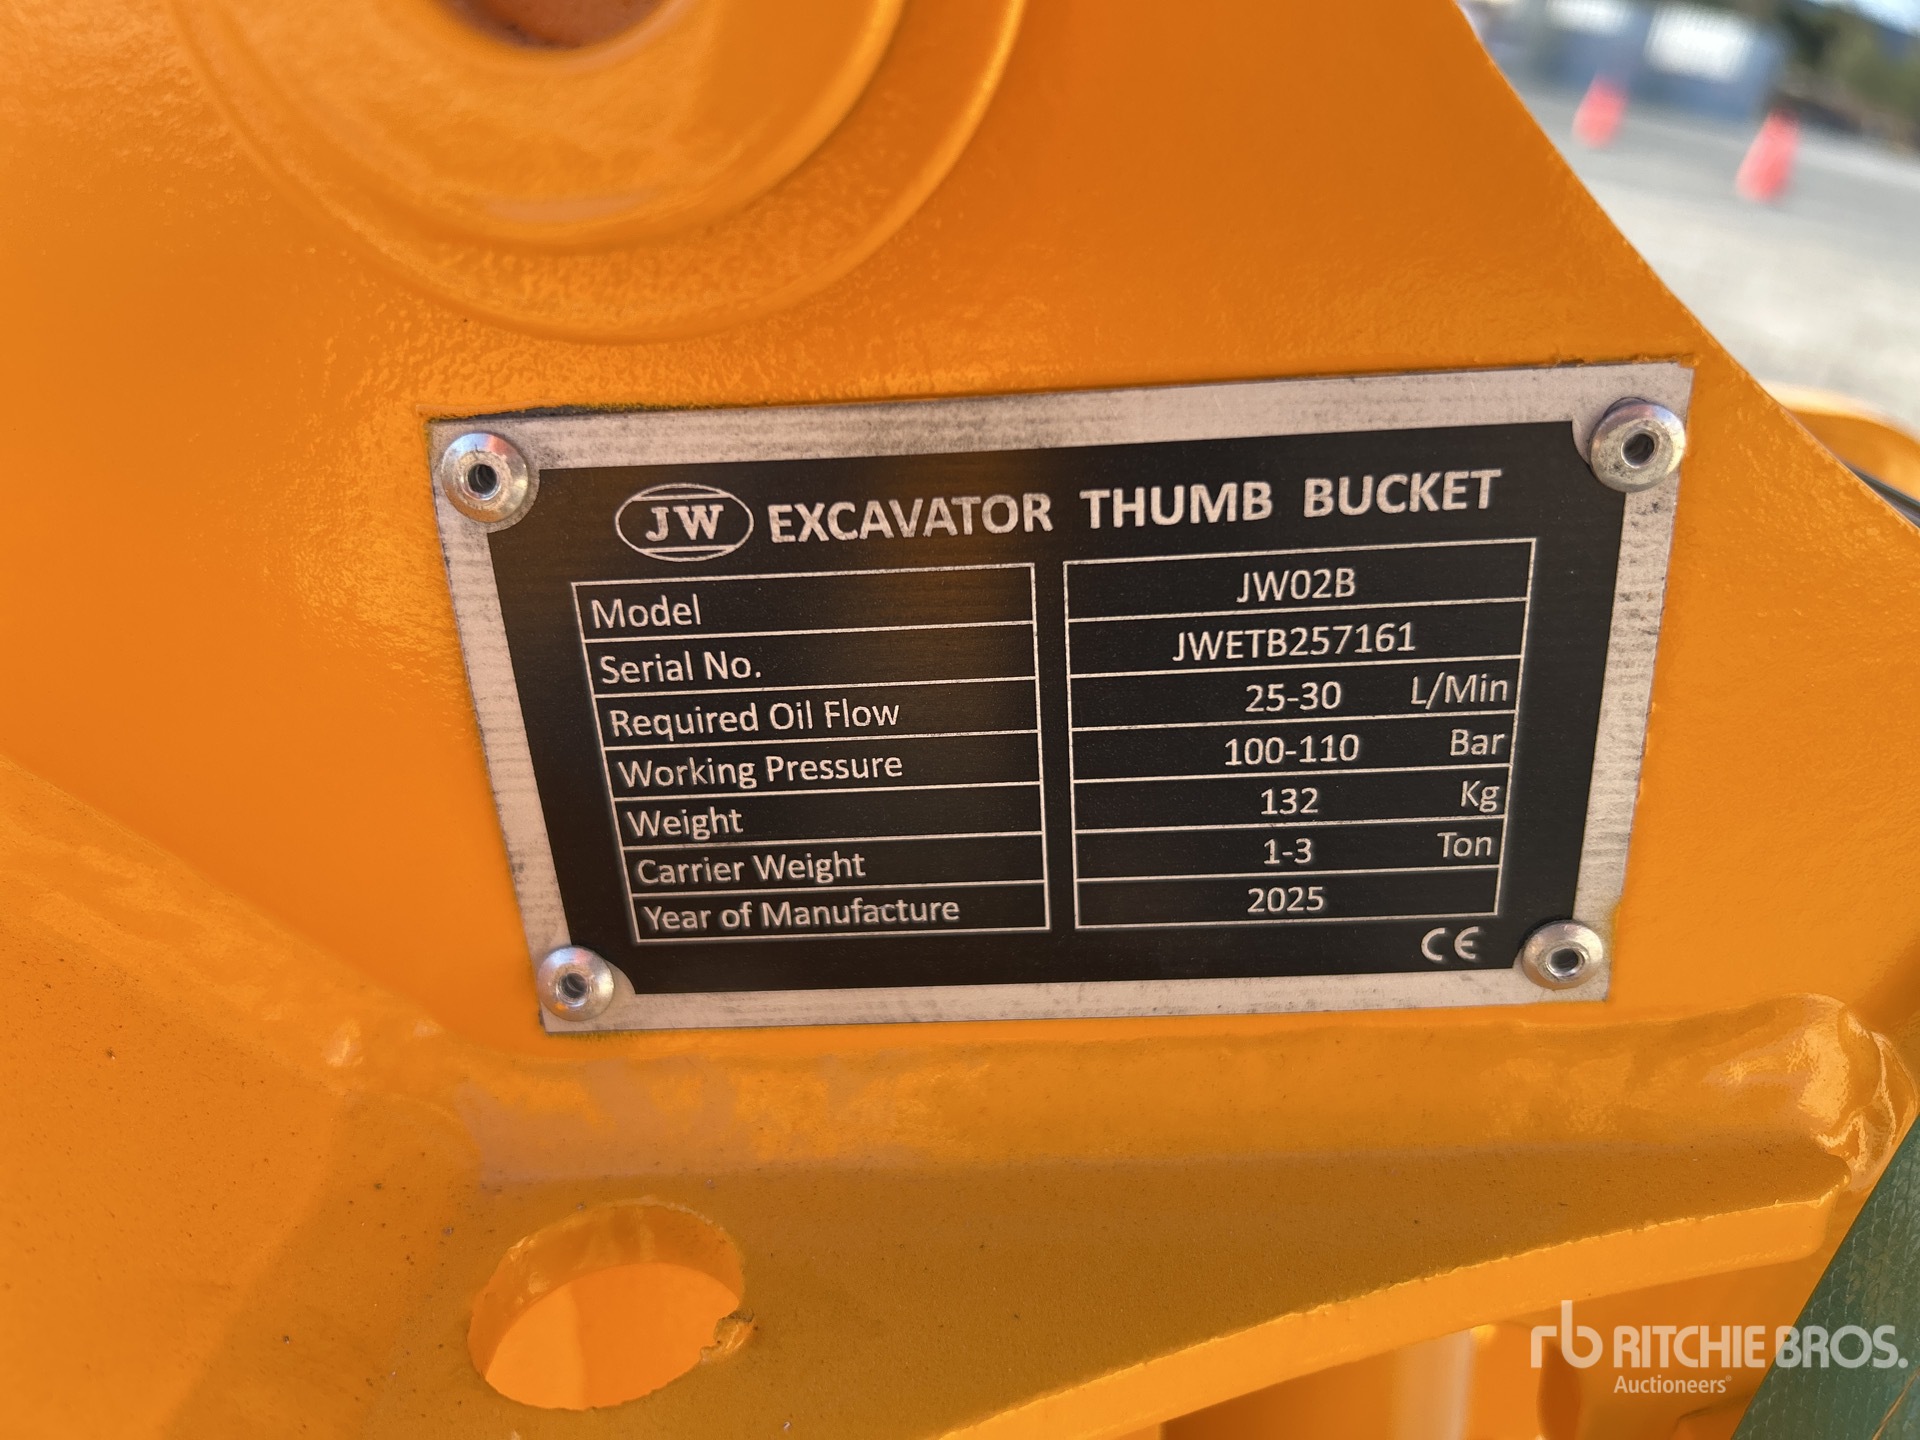 JW EXCAVATOR THUMB BUCKET
Model JW02B
Serial No. JWETB257161
Required Oil Flow 25-30 L/Min
Working Pressure 100-110 Bar
Weight 132 Kg
Carrier Weight 1-3 Ton
Year of Manufacture 2025
CE
rb RITCHIE BROS.
Auctioneers